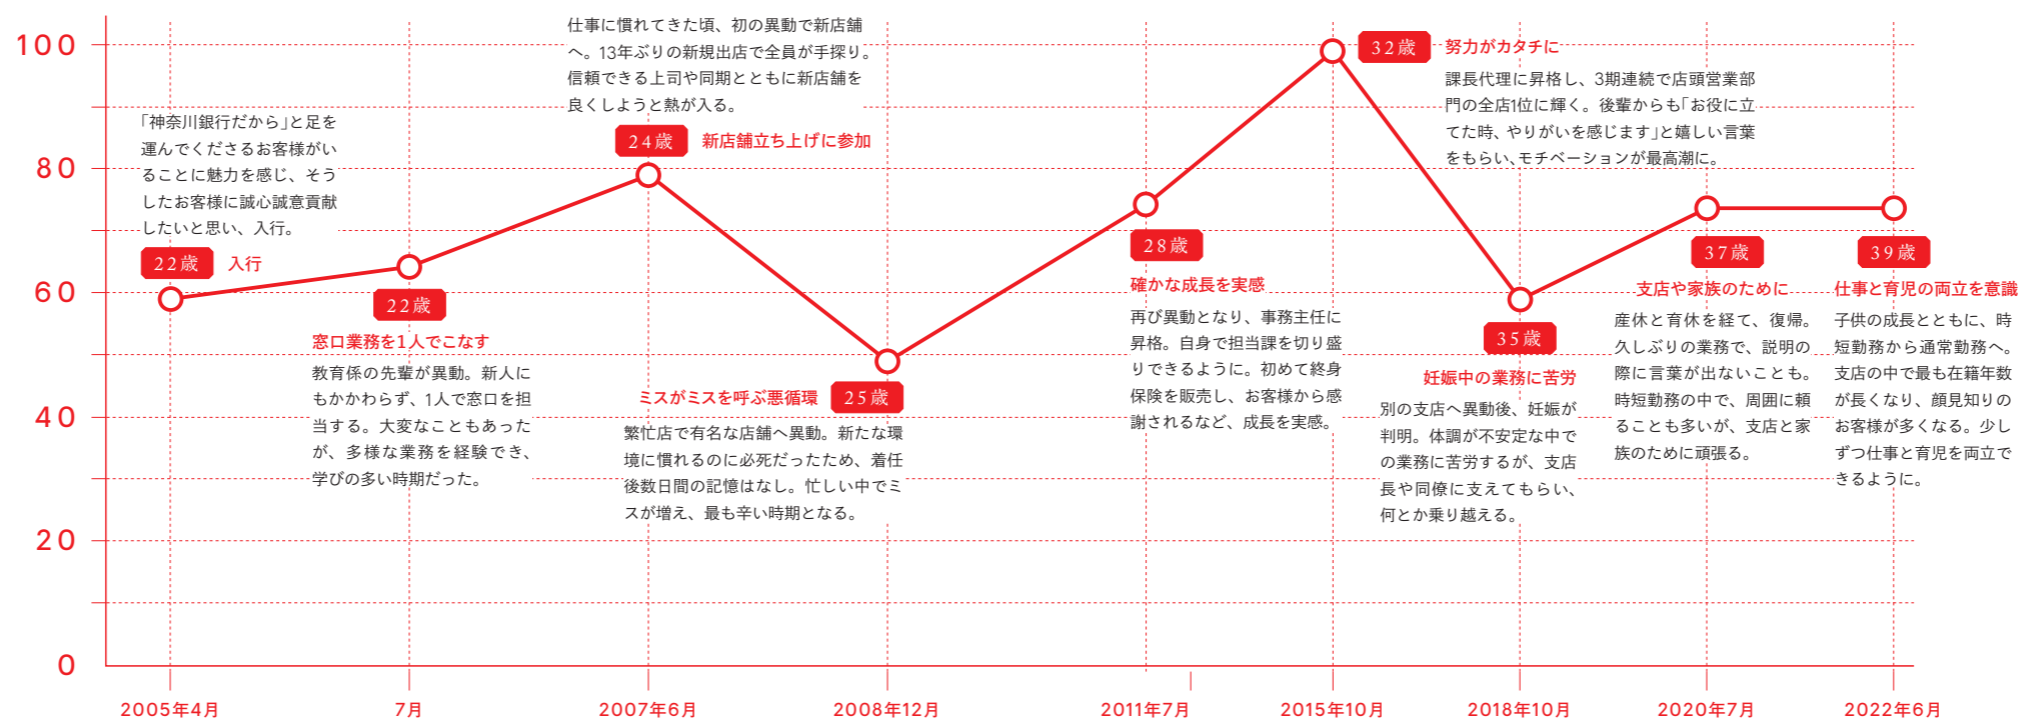 100
80
60
40
20
0
「神奈川銀行だから」と足を
運んでくださるお客様がい
ることに魅力を感じ、そう
したお客様に誠心誠意貢献
したいと思い、入行。
22歳 入行
22歳
窓口業務を1人でこなす
教育係の先輩が異動。新人に
もかかわらず、1人で窓口を担
当する。大変なこともあった
が、多様な業務を経験でき、
学びの多い時期だった。
仕事に慣れてきた頃、初の異動で新店舗
へ。13年ぶりの新規出店で全員が手探り。
信頼できる上司や同期とともに新店舗を
良くしようと熱が入る。
24歳 新店舗立ち上げに参加
ミスがミスを呼ぶ悪循環 25歳
繁忙店で有名な店舗へ異動。新たな環
境に慣れるのに必死だったため、着任
後数日間の記憶はなし。忙しい中でミ
スが増え、最も辛い時期となる。
28歳
確かな成長を実感
再び異動となり、事務主任に
昇格。自身で担当課を切り盛
りできるように。初めて終身
保険を販売し、お客様から感
謝されるなど、成長を実感。
32歳 努力がカタチに
課長代理に昇格し、3期連続で店頭営業部
門の全店1位に輝く。後輩からも「お役に立
てた時、やりがいを感じます」と嬉しい言葉
をもらい、モチベーションが最高潮に。
35歳
妊娠中の業務に苦労
別の支店へ異動後、妊娠が
判明。体調が不安定な中で
の業務に苦労するが、支店
長や同僚に支えてもらい、
何とか乗り越える。
37歳
支店や家族のために
産休と育休を経て、復帰。
久しぶりの業務で、説明の
際に言葉が出ないことも。
時短勤務の中で、周囲に頼
ることも多いが、支店と家
族のために頑張る。
39歳
仕事と育児の両立を意識
子供の成長とともに、時
短勤務から通常勤務へ。
支店の中で最も在籍年数
が長くなり、顔見知りの
お客様が多くなる。少し
ずつ仕事と育児を両立で
きるように。
2005年4月
7月
2007年6月
2008年12月
2011年7月
2015年10月
2018年10月
2020年7月
2022年6月